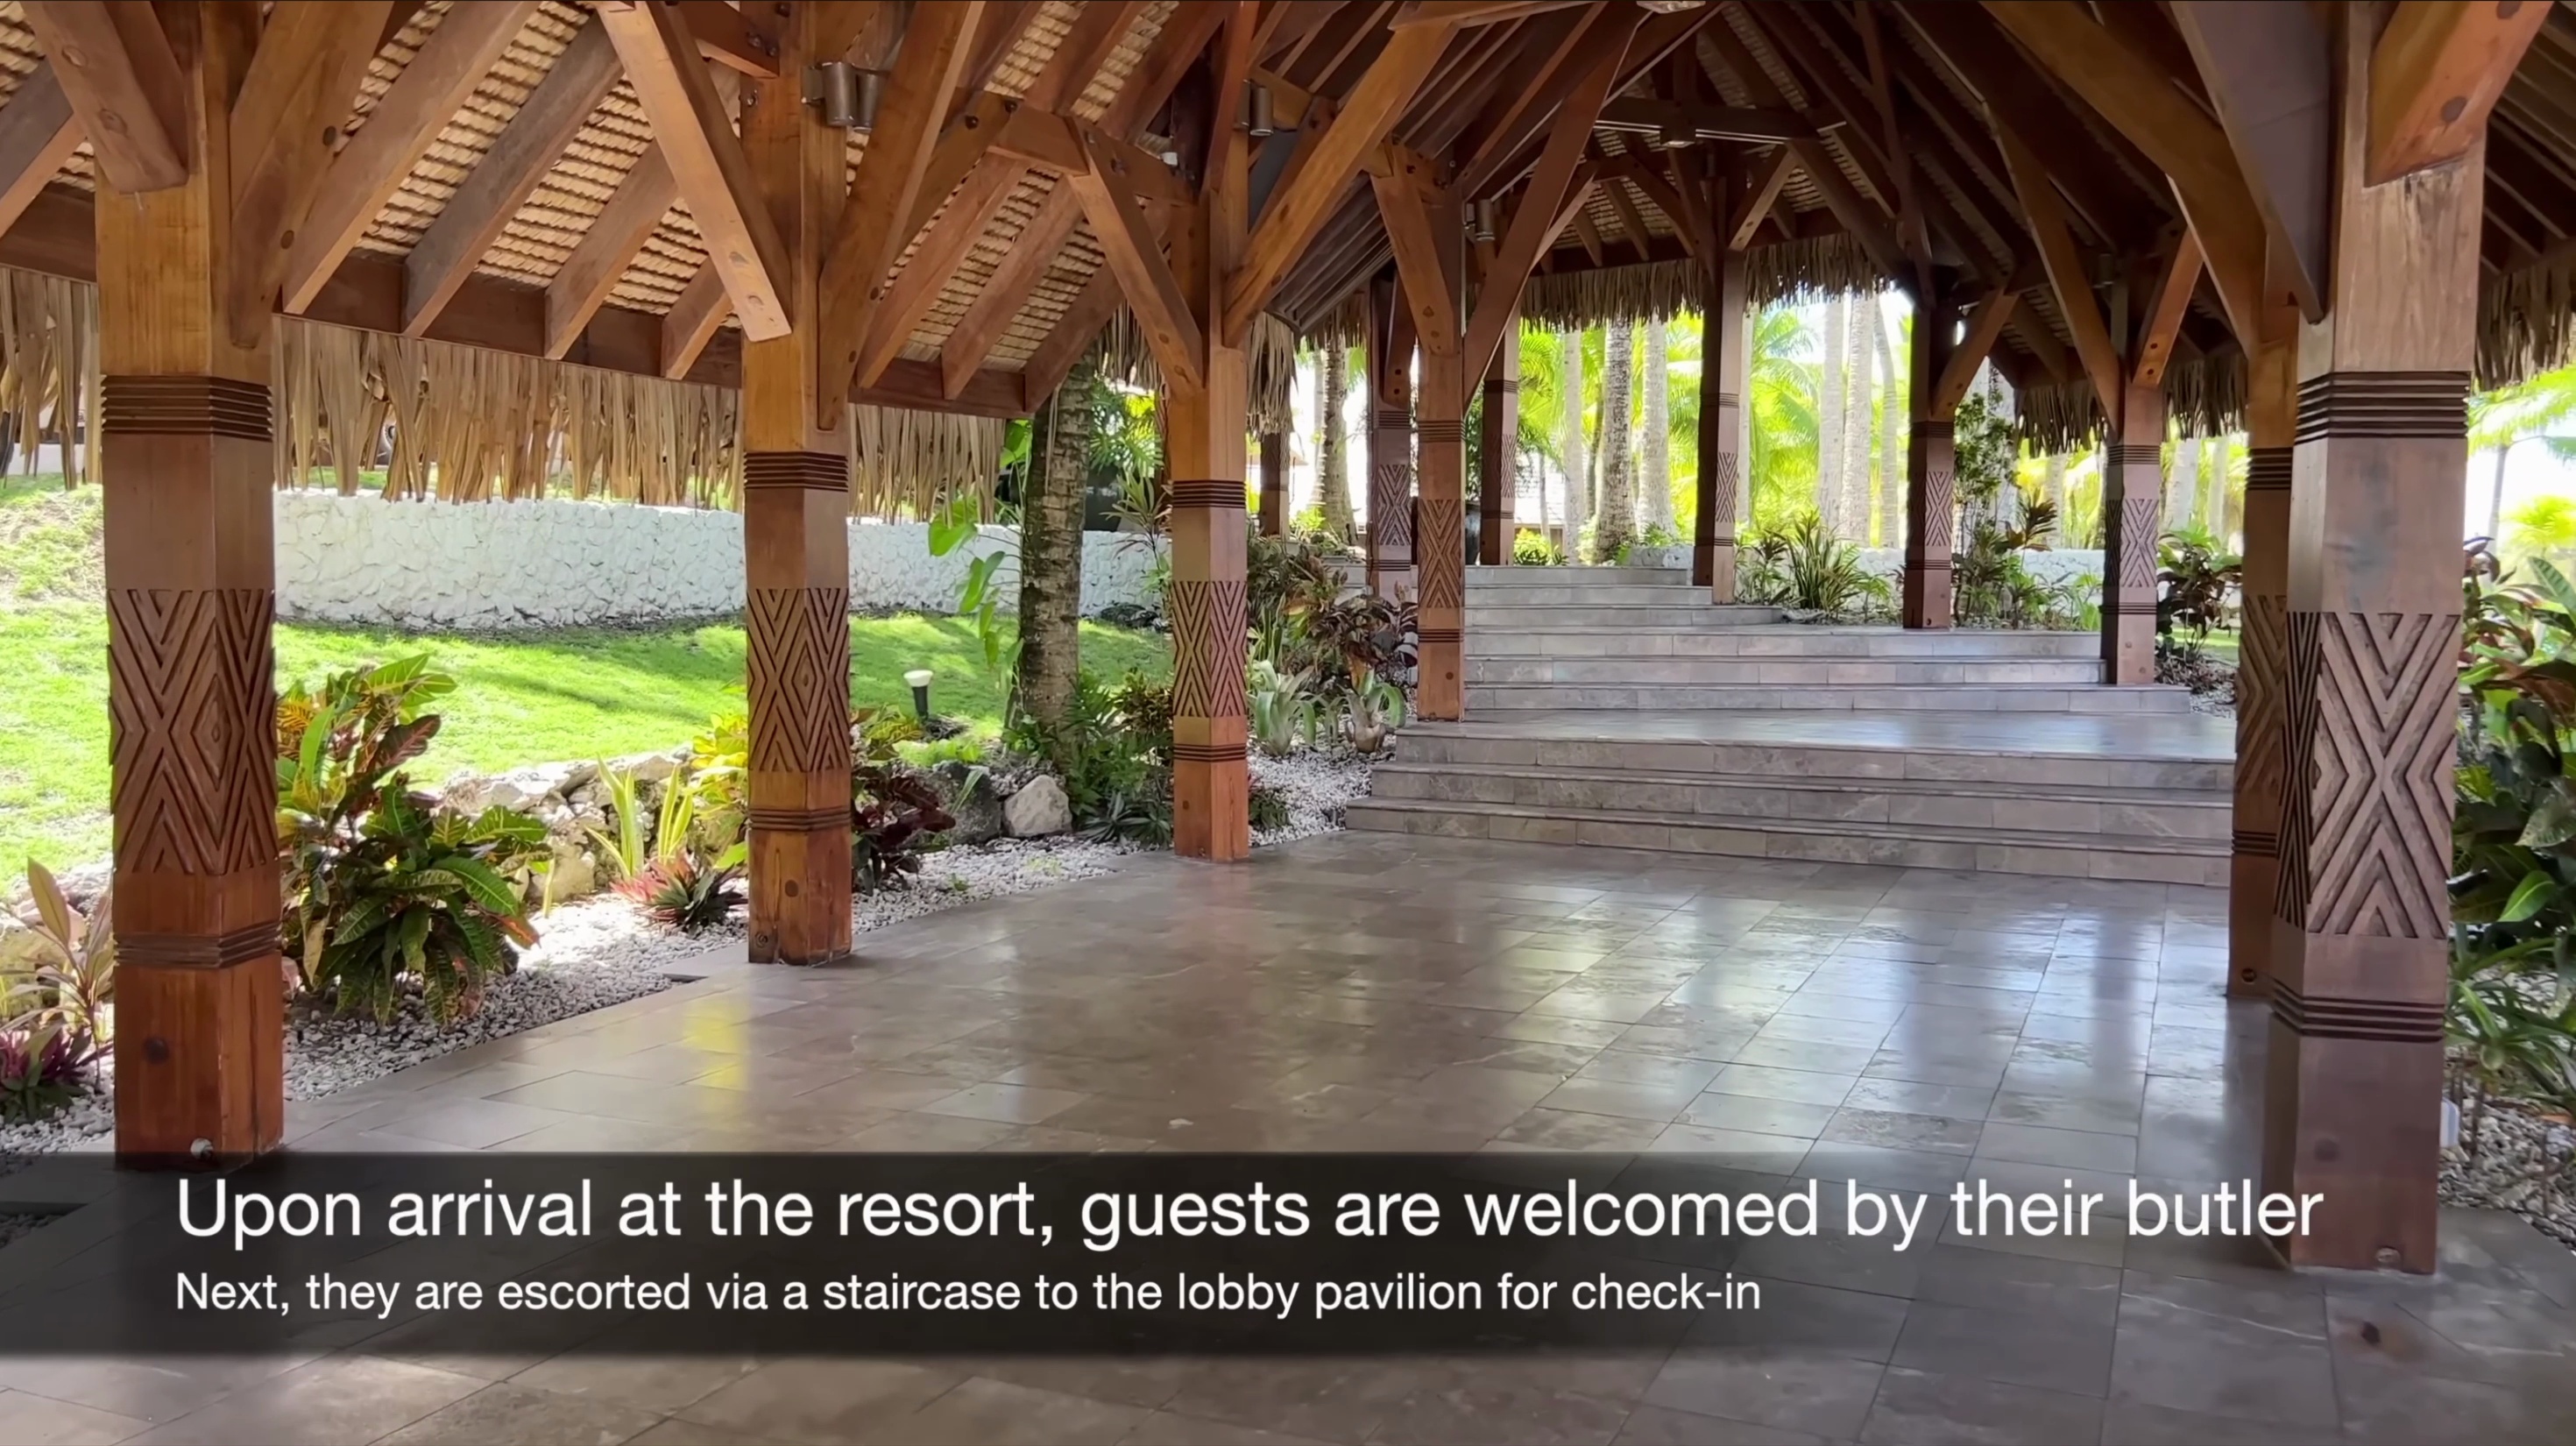 Upon arrival at the resort, guests are welcomed by their butler
Next, they are escorted via a staircase to the lobby pavilion for check-in